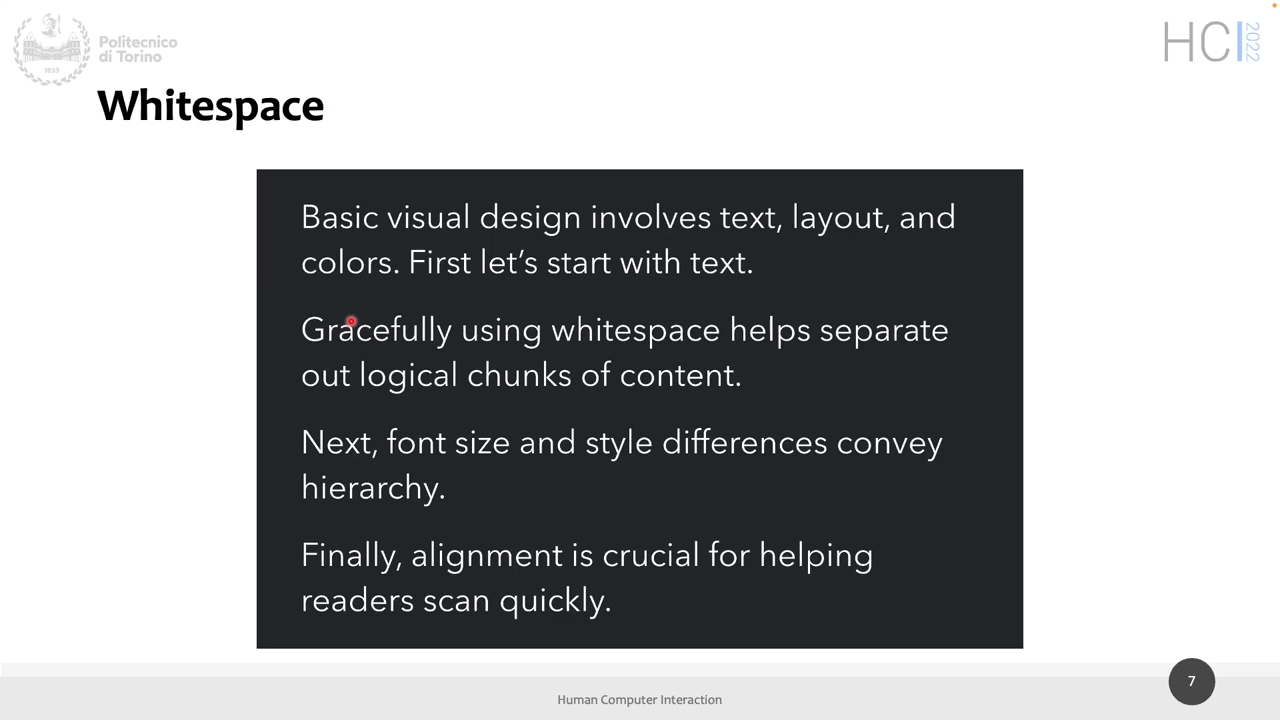 Politecnico
di Torino
1859
HCI 2022
Whitespace
Basic visual design involves text, layout, and
colors. First let’s start with text.
Gracefully using whitespace helps separate
out logical chunks of content.
Next, font size and style differences convey
hierarchy.
Finally, alignment is crucial for helping
readers scan quickly.
Human Computer Interaction
7